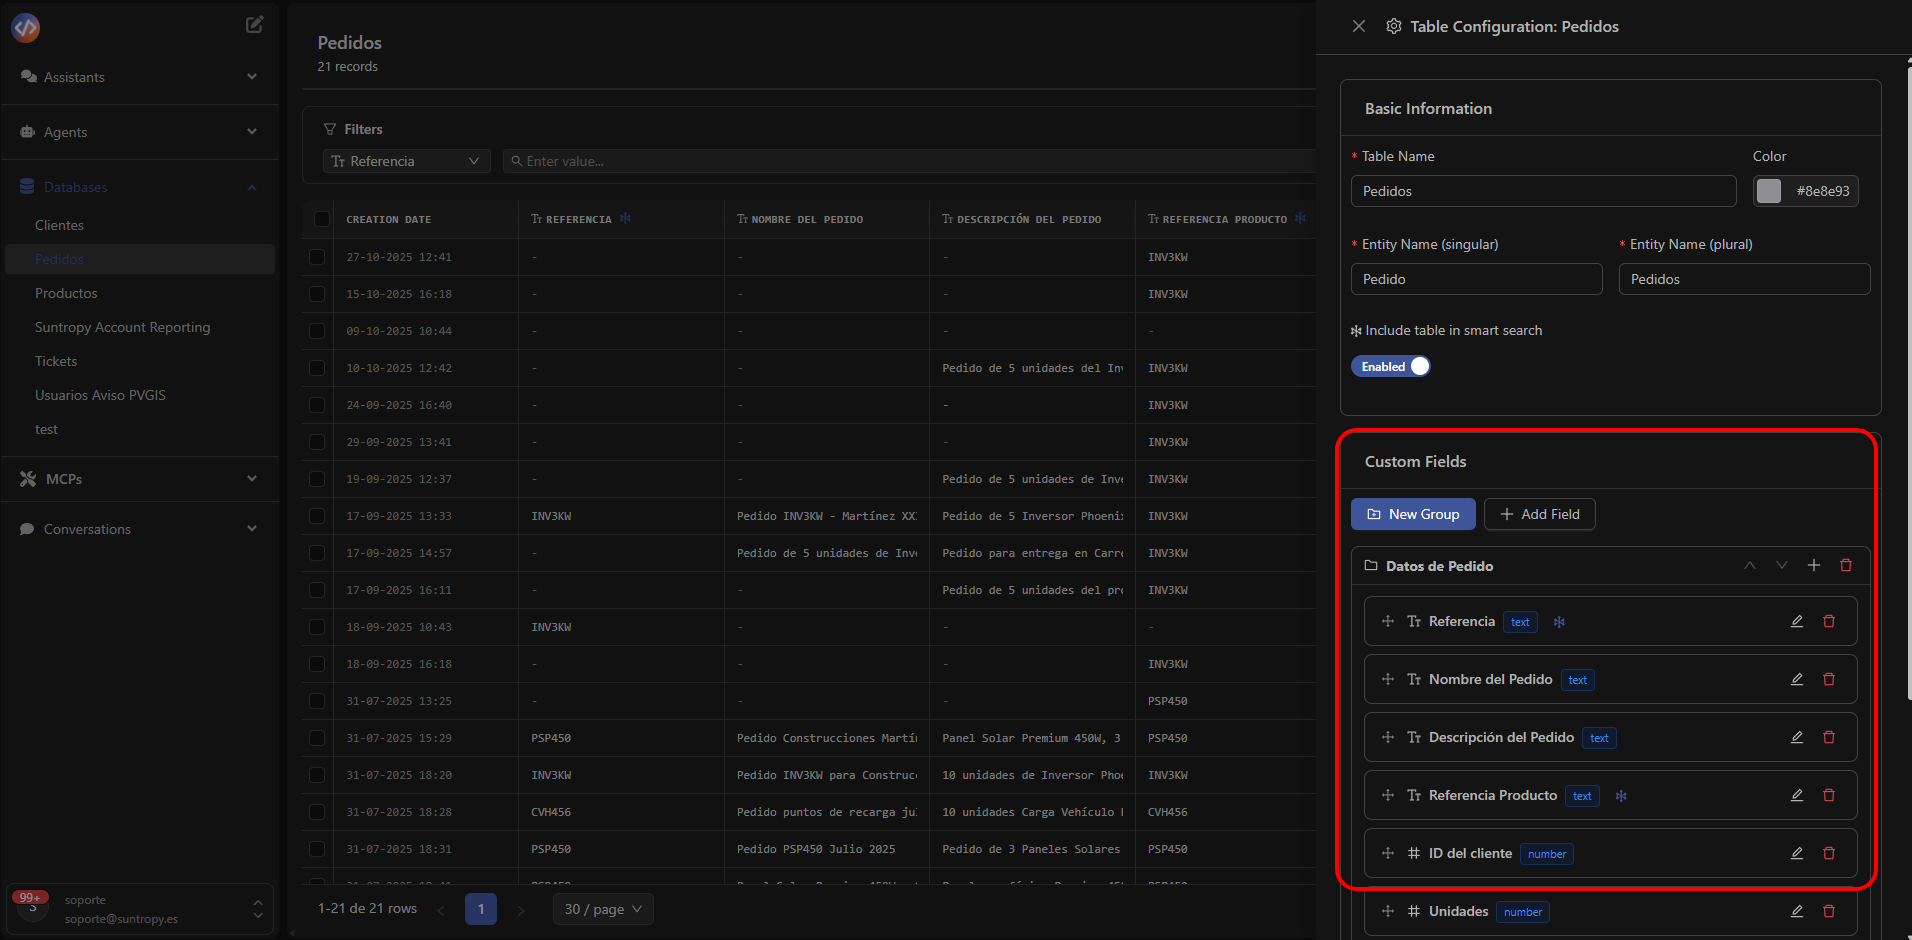 Assistants
Agents
Databases
Clientes
Pedidos
Productos
Suntropy Account Reporting
Tickets
Usuarios Aviso PVGIS
test
MCPs
Conversations
99+
S
soporte
soporte@suntropy.es
Pedidos
21 records
Filters
Referencia
Enter value...
CREATION DATE REFERENCIA NOMBRE DEL PEDIDO DESCRIPCIÓN DEL PEDIDO REFERENCIA PRODUCTO
27-10-2025 12:41 - - - INV3KW
15-10-2025 16:18 - - - INV3KW
09-10-2025 10:44 - - - -
10-10-2025 12:42 - - Pedido de 5 unidades del Inv INV3KW
24-09-2025 16:40 - - - INV3KW
29-09-2025 13:41 - - - INV3KW
19-09-2025 12:37 - - Pedido de 5 unidades de Inve INV3KW
17-09-2025 13:33 INV3KW Pedido INV3KW - Martínez XX Pedido de 5 Inversor Phoeni INV3KW
17-09-2025 14:57 - Pedido de 5 unidades de Inve Pedido para entrega en Carre INV3KW
17-09-2025 16:11 - - Pedido de 5 unidades del pro INV3KW
18-09-2025 10:43 INV3KW - - -
18-09-2025 16:18 - - - INV3KW
31-07-2025 13:25 - - - PSP450
31-07-2025 15:29 PSP450 Pedido Construcciones Martín Panel Solar Premium 450W, 3 PSP450
31-07-2025 18:20 INV3KW Pedido INV3KW para Construc 10 unidades de Inversor Phoe INV3KW
31-07-2025 18:28 CVH456 Pedido puntos de recarga ju 10 unidades Carga Vehículo CVH456
31-07-2025 18:31 PSP450 Pedido PSP450 Julio 2025 Pedido de 3 Paneles Solares PSP450
1-21 de 21 rows
1
30 / page
Table Configuration: Pedidos
Basic Information
* Table Name
Color
Pedidos
#8e8e93
* Entity Name (singular)
* Entity Name (plural)
Pedido
Pedidos
Include table in smart search
Enabled
Custom Fields
New Group
Add Field
Datos de Pedido
Referencia text
Nombre del Pedido text
Descripción del Pedido text
Referencia Producto text
ID del cliente number
Unidades number